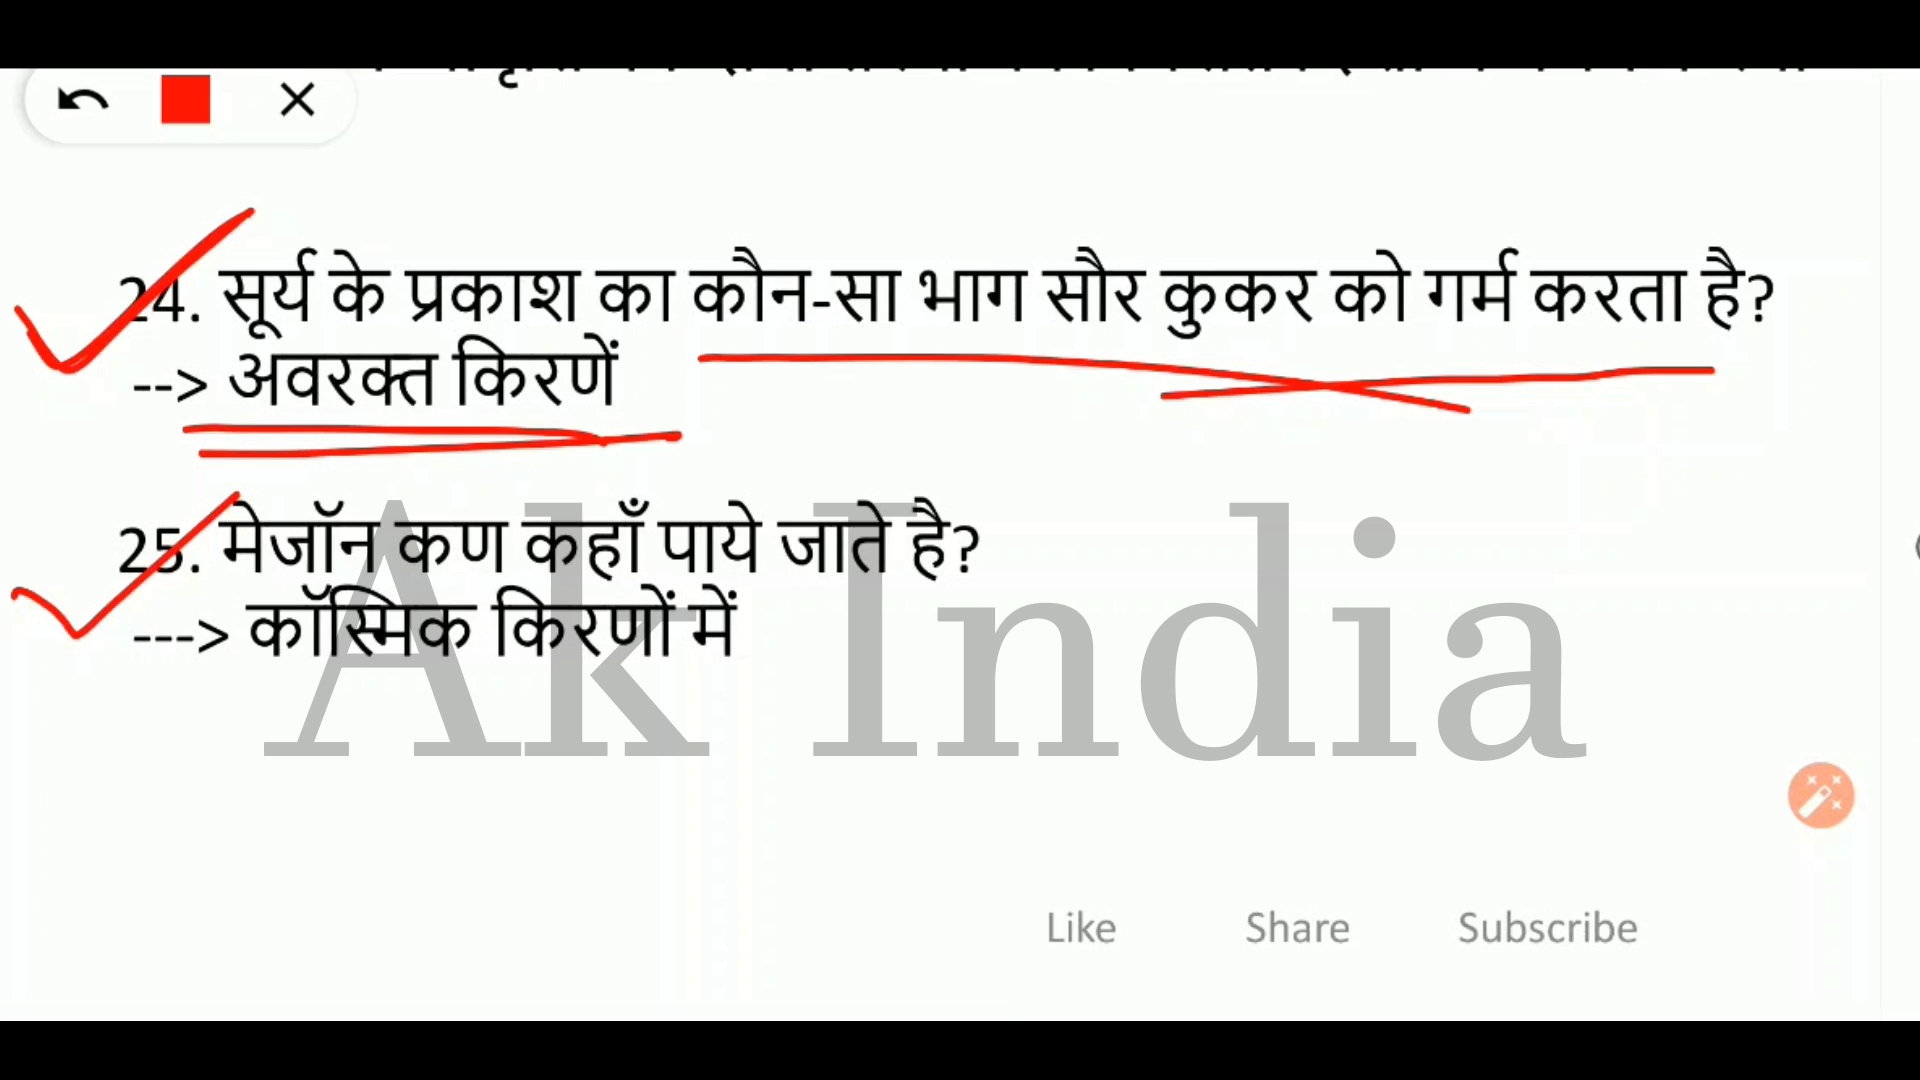 24. सूर्य के प्रकाश का कौन-सा भाग सौर कुकर को गर्म करता है?
--> अवरक्त किरणें
25. मेजॉन कण कहाँ पाये जाते है?
---> कॉस्मिक किरणों में
Ak India
Like Share Subscribe